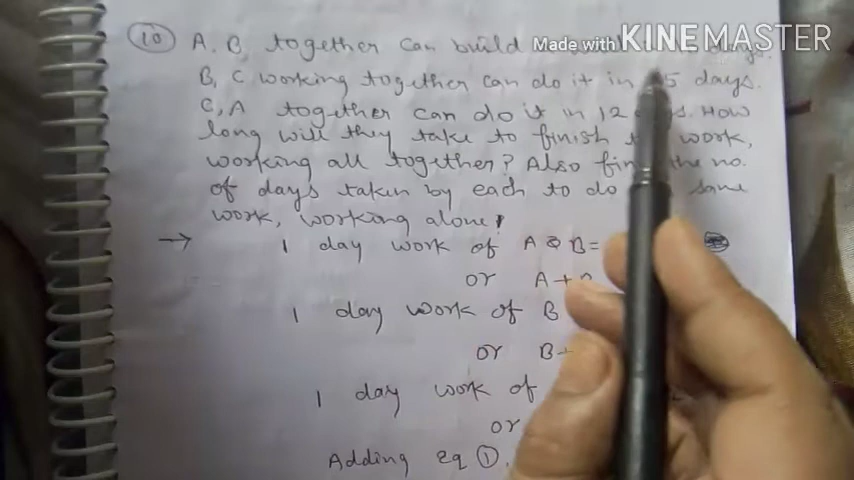 10 A, B, together can build Made with KINEMASTER
B, C working together can do it in 5 days.
C, A together can do it in 12 How
long will they take to finish work,
working all together? Also the no.
of days taken by each to do same
work, working alone!
→ 1 day work of A & B =
or A +
1 day work of B
or B +
1 day work of
or
Adding eq ①,